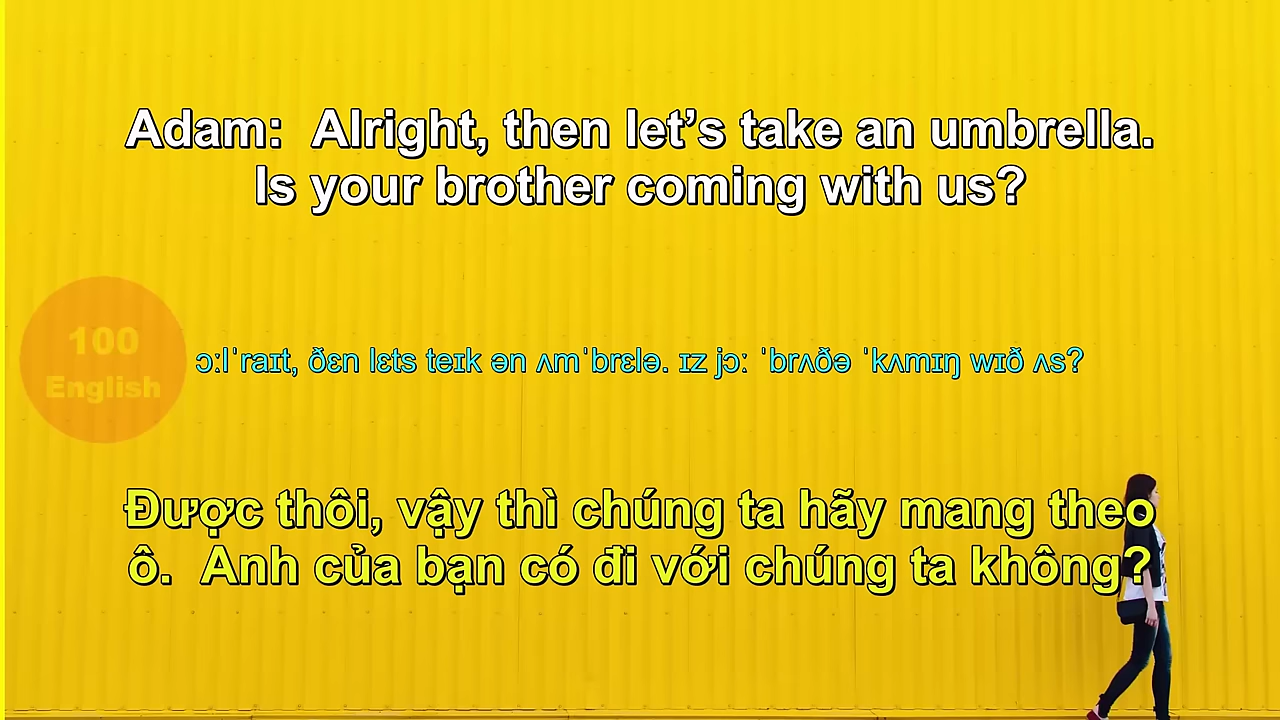 Adam:  Alright, then let’s take an umbrella.
Is your brother coming with us?
100
English
ɔːlˈraɪt, ðɛn lɛts teɪk ən ʌmˈbrɛlə. ɪz jɔː ˈbrʌðə ˈkʌmɪŋ wɪð ʌs?
Được thôi, vậy thì chúng ta hãy mang theo
ô.  Anh của bạn có đi với chúng ta không?